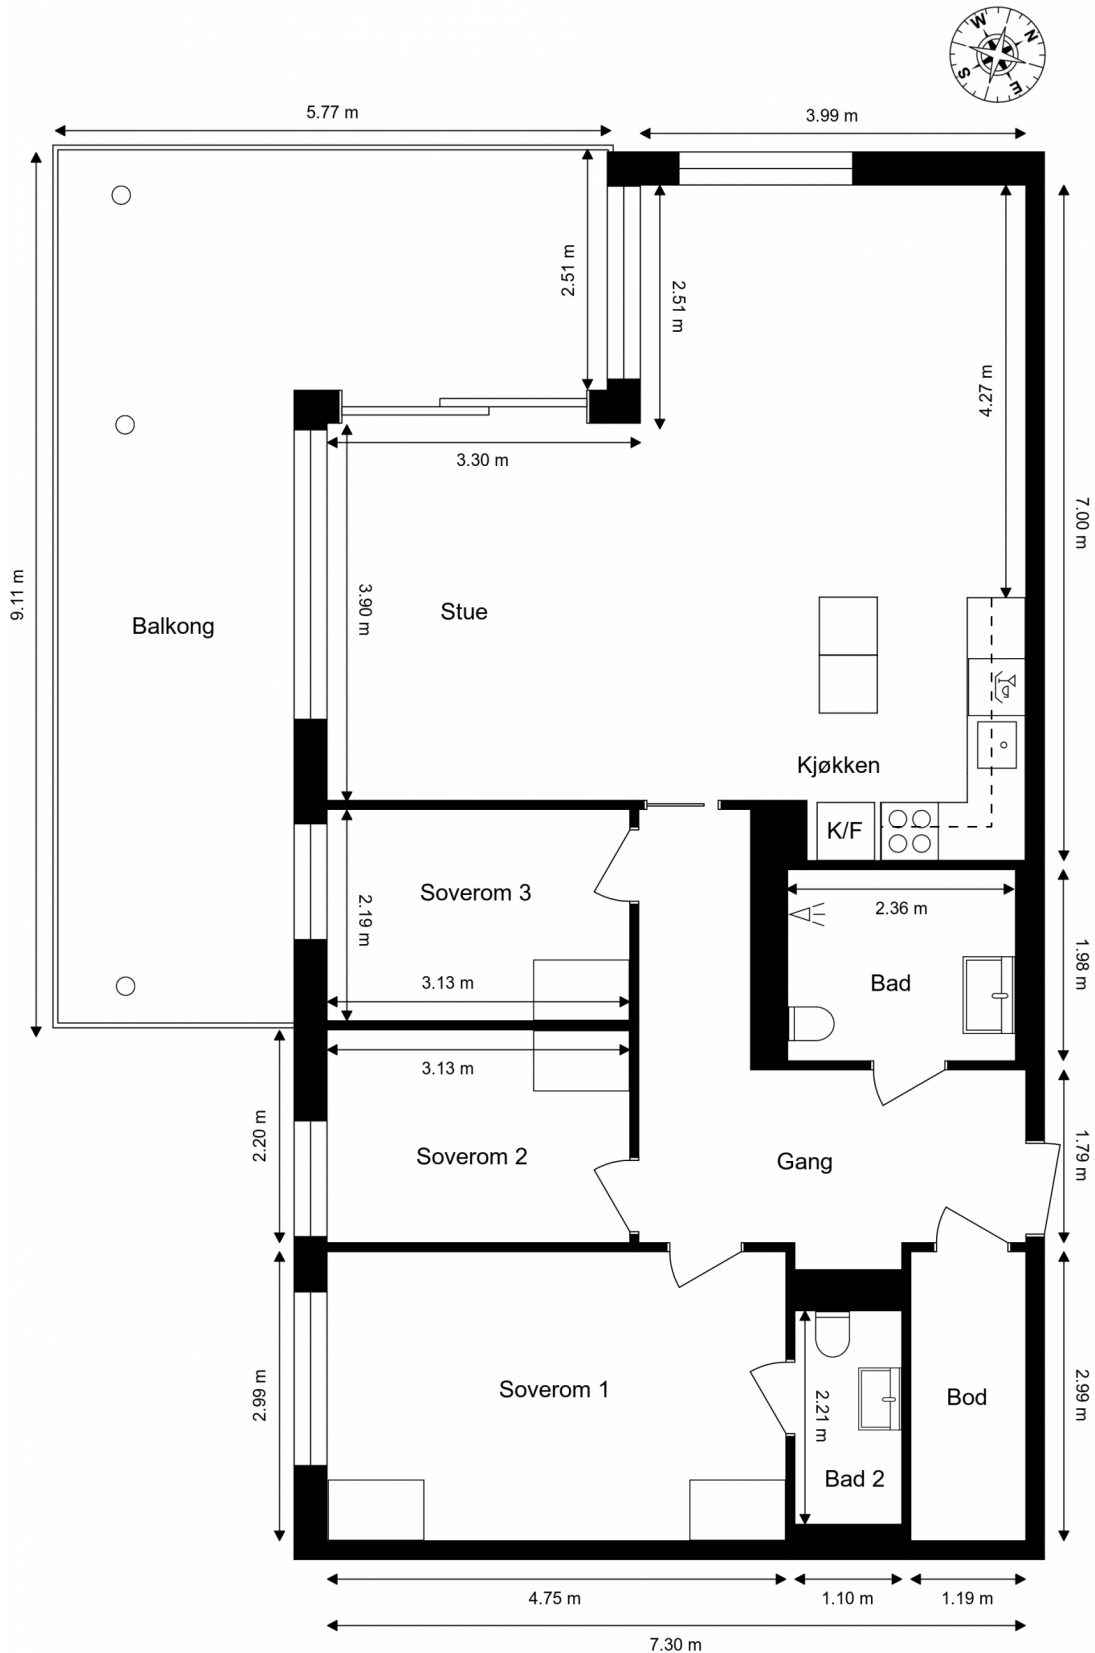 W
N
S
E
5.77 m
3.99 m
2.51 m
2.51 m
4.27 m
3.30 m
7.00 m
9.11 m
3.90 m
Balkong
Stue
Kjøkken
K/F
Soverom 3
2.19 m
2.36 m
1.98 m
Bad
3.13 m
3.13 m
2.20 m
Soverom 2
Gang
1.79 m
2.99 m
Soverom 1
2.21 m
Bod
2.99 m
Bad 2
4.75 m
1.10 m
1.19 m
7.30 m